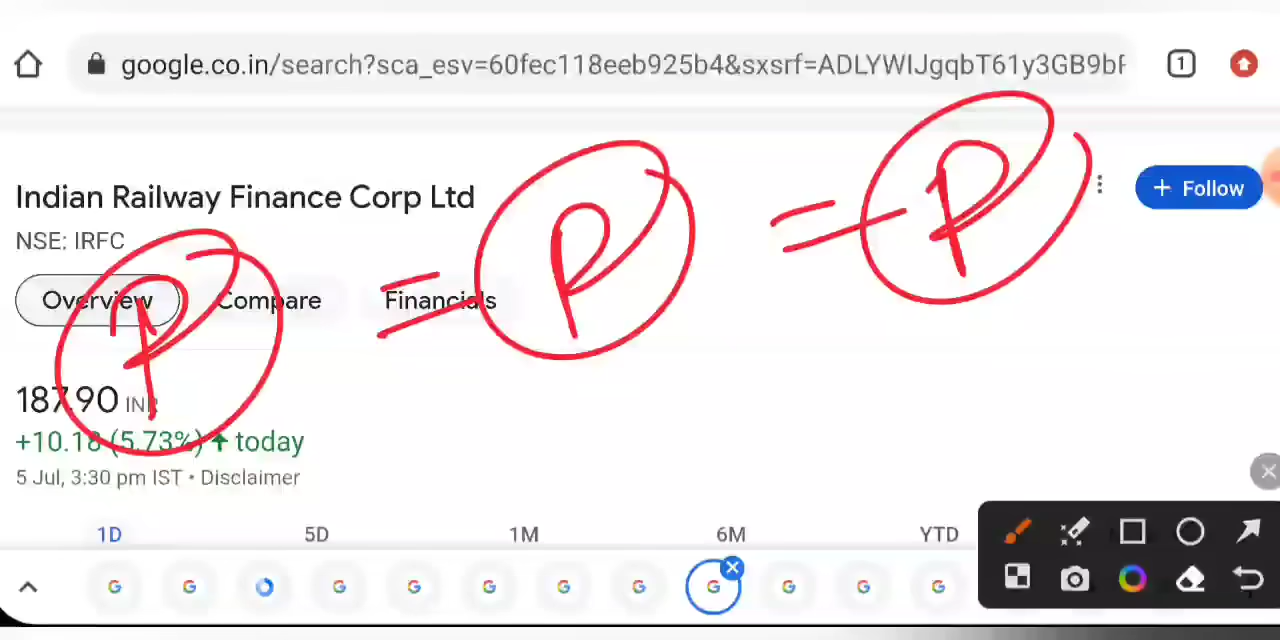 google.co.in/search?sca_esv=60fec118eeb925b4&sxsrf=ADLYWIJgqbT61y3GB9bF
1
Indian Railway Finance Corp Ltd
+ Follow
NSE: IRFC
P = P = P
Overview Compare Financials
187.90 INR
+10.18 (5.73%) ↑ today
5 Jul, 3:30 pm IST • Disclaimer
1D 5D 1M 6M YTD